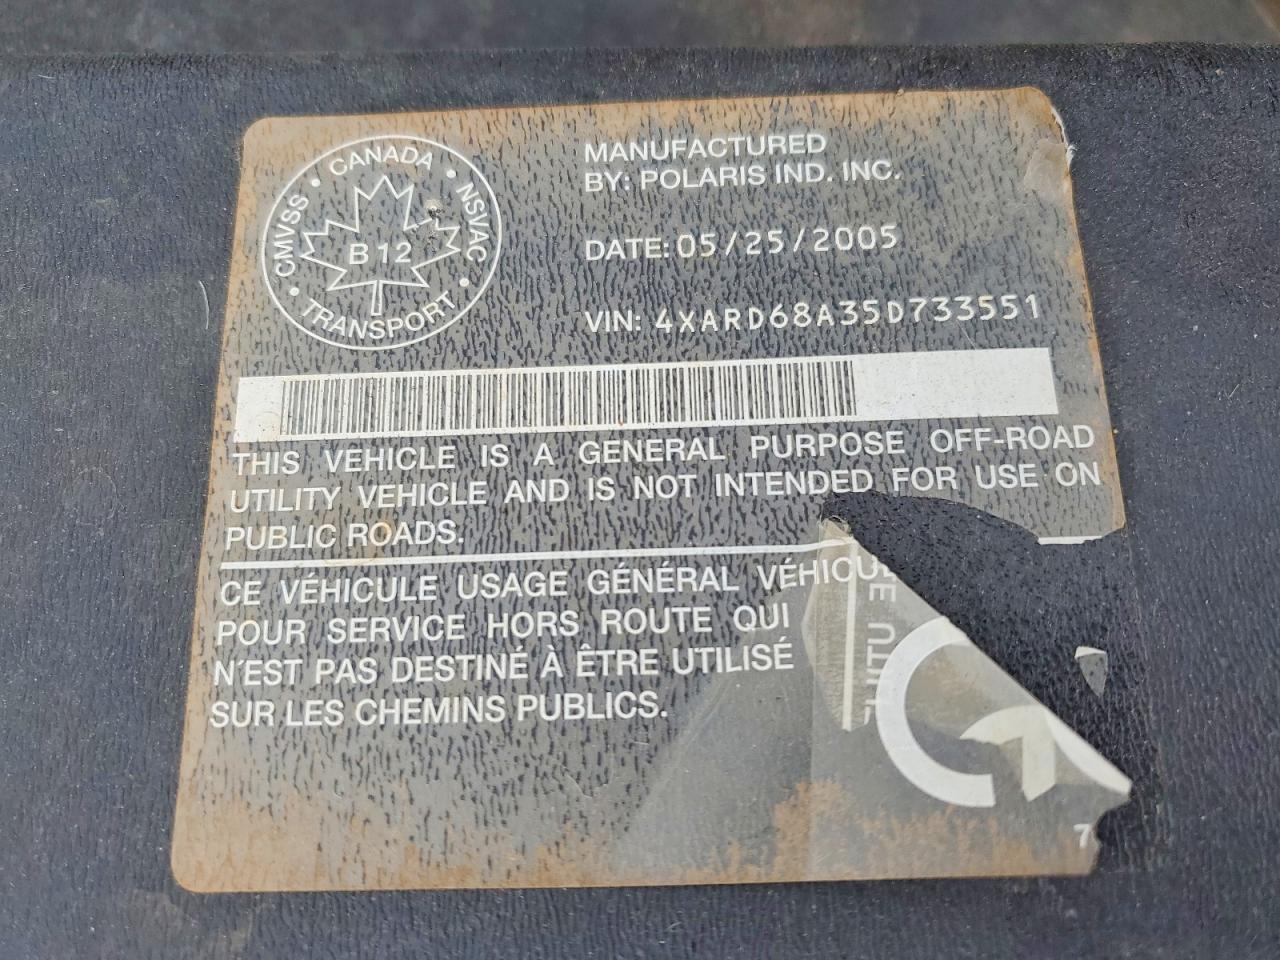 CANADA
CMVSS
NSVAC
B12
TRANSPORT
MANUFACTURED
BY: POLARIS IND. INC.
DATE: 05/25/2005
VIN: 4XARD68A35D733551
THIS VEHICLE IS A GENERAL PURPOSE OFF-ROAD
UTILITY VEHICLE AND IS NOT INTENDED FOR USE ON
PUBLIC ROADS.
CE VÉHICULE USAGE GÉNÉRAL
POUR SERVICE HORS ROUTE QUI
N'EST PAS DESTINÉ À ÊTRE UTILISÉ
SUR LES CHEMINS PUBLICS.
7